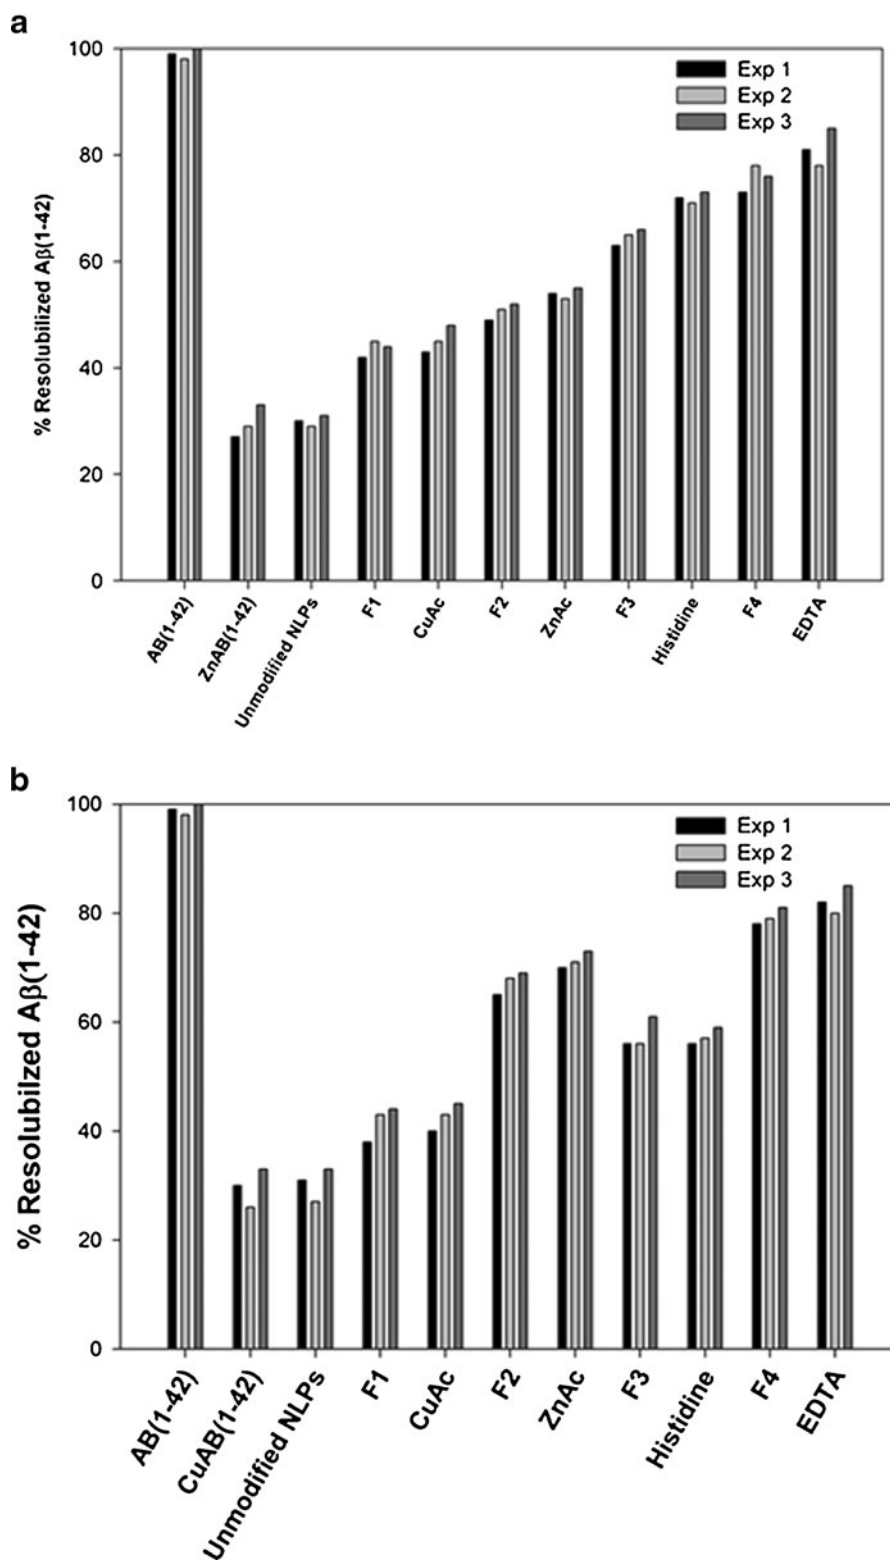 a
% Resolubilized Aβ(1-42)
100
80
60
40
20
0
Exp 1
Exp 2
Exp 3
AB(1-42)
ZnAB(1-42)
Unmodified NLPs
F1
CuAc
F2
ZnAc
F3
Histidine
F4
EDTA
b
% Resolubilzed Aβ(1-42)
100
80
60
40
20
0
Exp 1
Exp 2
Exp 3
AB(1-42)
CuAB(1-42)
Unmodified NLPs
F1
CuAc
F2
ZnAc
F3
Histidine
F4
EDTA